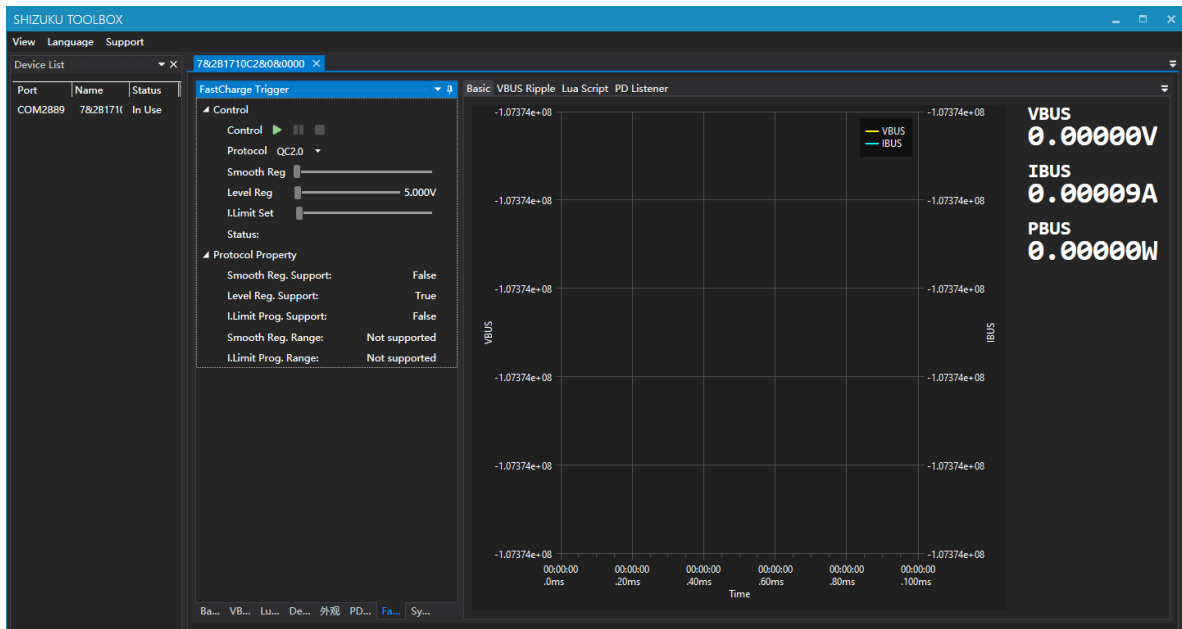 SHIZUKU TOOLBOX
View Language Support
Device List
Port Name Status
COM2889 7&2B171( In Use
7&2B1710C2&0&0000
FastCharge Trigger
Control
Control
Protocol QC2.0
Smooth Reg
Level Reg 5.000V
I.Limit Set
Status:
Protocol Property
Smooth Reg. Support: False
Level Reg. Support: True
I.Limit Prog. Support: False
Smooth Reg. Range: Not supported
I.Limit Prog. Range: Not supported
Ba... VB... Lu... De... 外观 PD... Fa... Sy...
Basic VBUS Ripple Lua Script PD Listener
-1.07374e+08 -1.07374e+08
VBUS
IBUS
-1.07374e+08 -1.07374e+08
-1.07374e+08 -1.07374e+08
VBUS IBUS
-1.07374e+08 -1.07374e+08
-1.07374e+08 -1.07374e+08
-1.07374e+08 -1.07374e+08
00:00:00 00:00:00 00:00:00 00:00:00 00:00:00 00:00:00
.0ms .20ms .40ms .60ms .80ms .100ms
Time
VBUS
0.00000V
IBUS
0.00009A
PBUS
0.00000W